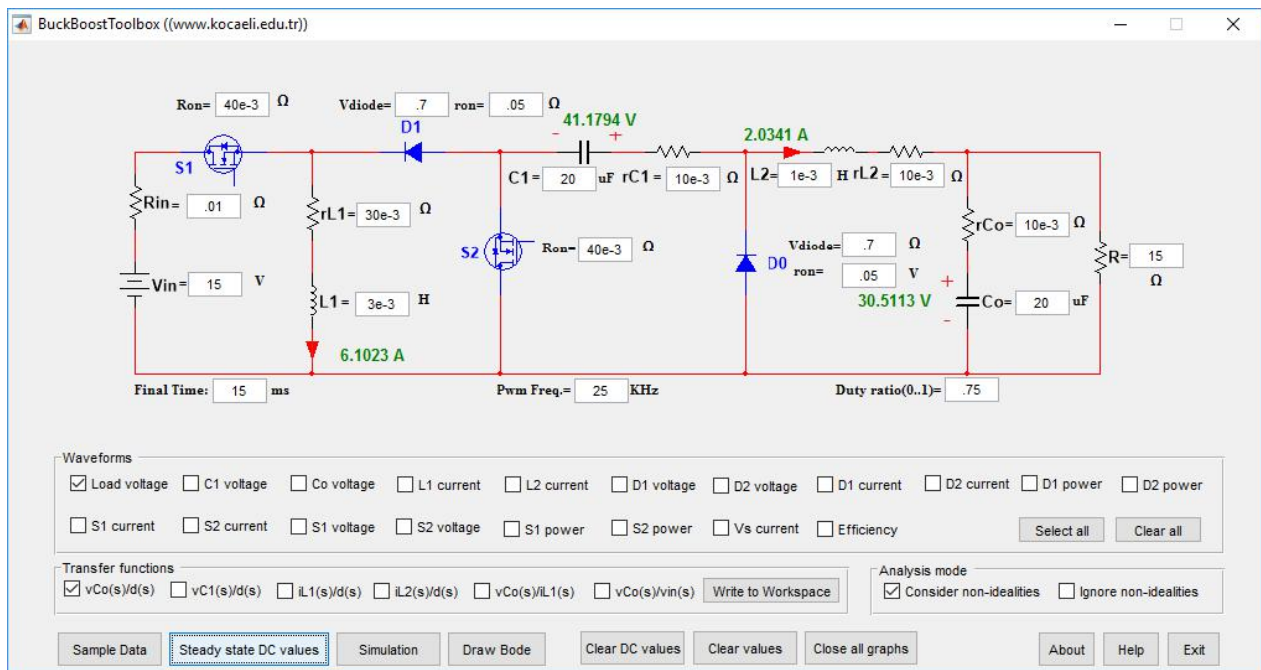 BuckBoostToolbox ((www.kocaeli.edu.tr))
Ron= 40e-3 Ω
Vdiode= .7 ron= .05 Ω
41.1794 V
2.0341 A
D1
- +
S1
C1= 20 uF rC1= 10e-3 Ω
L2= 1e-3 H rL2= 10e-3 Ω
Rin= .01 Ω
rL1= 30e-3 Ω
S2
Ron= 40e-3 Ω
Vdiode= .7 Ω
rCo= 10e-3 Ω
D0
ron= .05 V
R= 15 Ω
Vin= 15 V
L1= 3e-3 H
+
30.5113 V
Co= 20 uF
-
6.1023 A
Final Time: 15 ms
Pwm Freq.= 25 KHz
Duty ratio(0..1)= .75
Waveforms
Load voltage C1 voltage Co voltage L1 current L2 current D1 voltage D2 voltage D1 current D2 current D1 power D2 power
S1 current S2 current S1 voltage S2 voltage S1 power S2 power Vs current Efficiency Select all Clear all
Transfer functions
vCo(s)/d(s) vC1(s)/d(s) iL1(s)/d(s) iL2(s)/d(s) vCo(s)/iL1(s) vCo(s)/vin(s) Write to Workspace
Analysis mode
Consider non-idealities Ignore non-idealities
Sample Data Steady state DC values Simulation Draw Bode Clear DC values Clear values Close all graphs About Help Exit